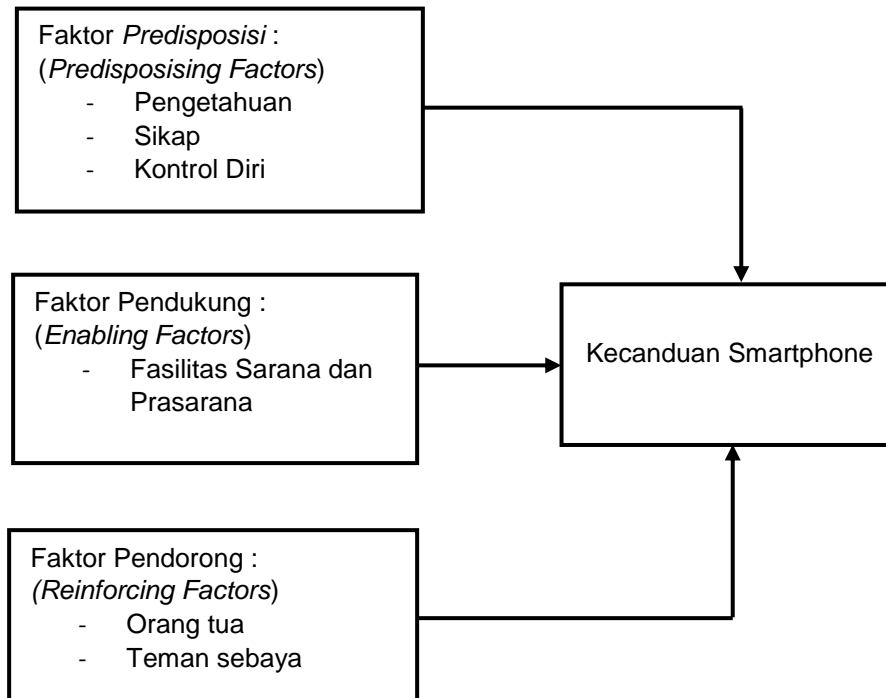 Faktor Predisposisi :
(Predisposising Factors)
- Pengetahuan
- Sikap
- Kontrol Diri
Faktor Pendukung :
(Enabling Factors)
- Fasilitas Sarana dan
Prasarana
Kecanduan Smartphone
Faktor Pendorong :
(Reinforcing Factors)
- Orang tua
- Teman sebaya